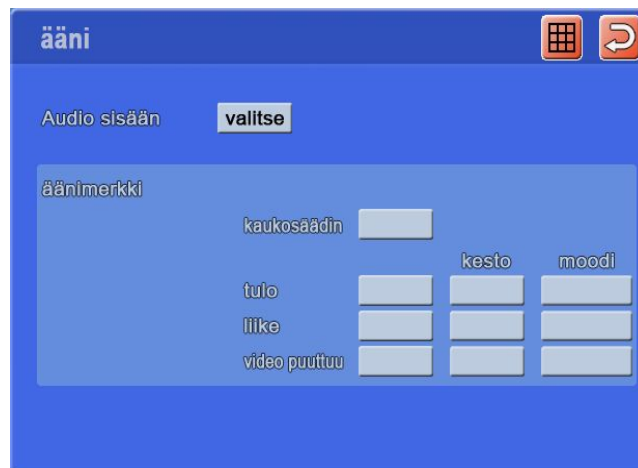 ääni
Audio sisään valitse
äänimerkki
kaukosäädin
kesto moodi
tulo
liike
video puuttuu